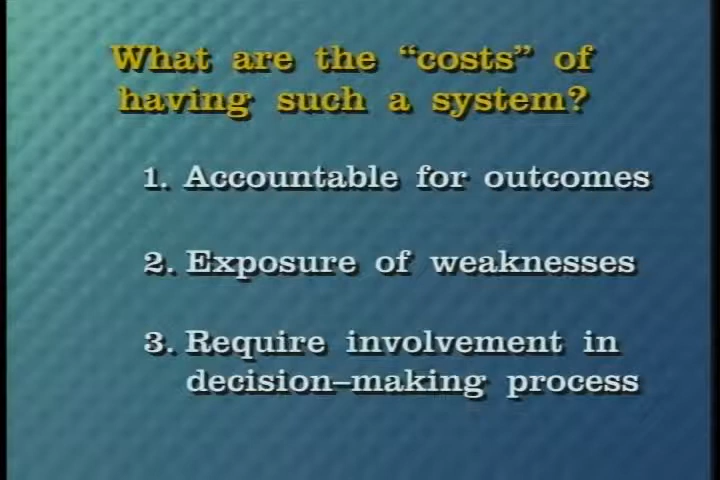 What are the “costs” of
having such a system?
1. Accountable for outcomes
2. Exposure of weaknesses
3. Require involvement in
decision–making process